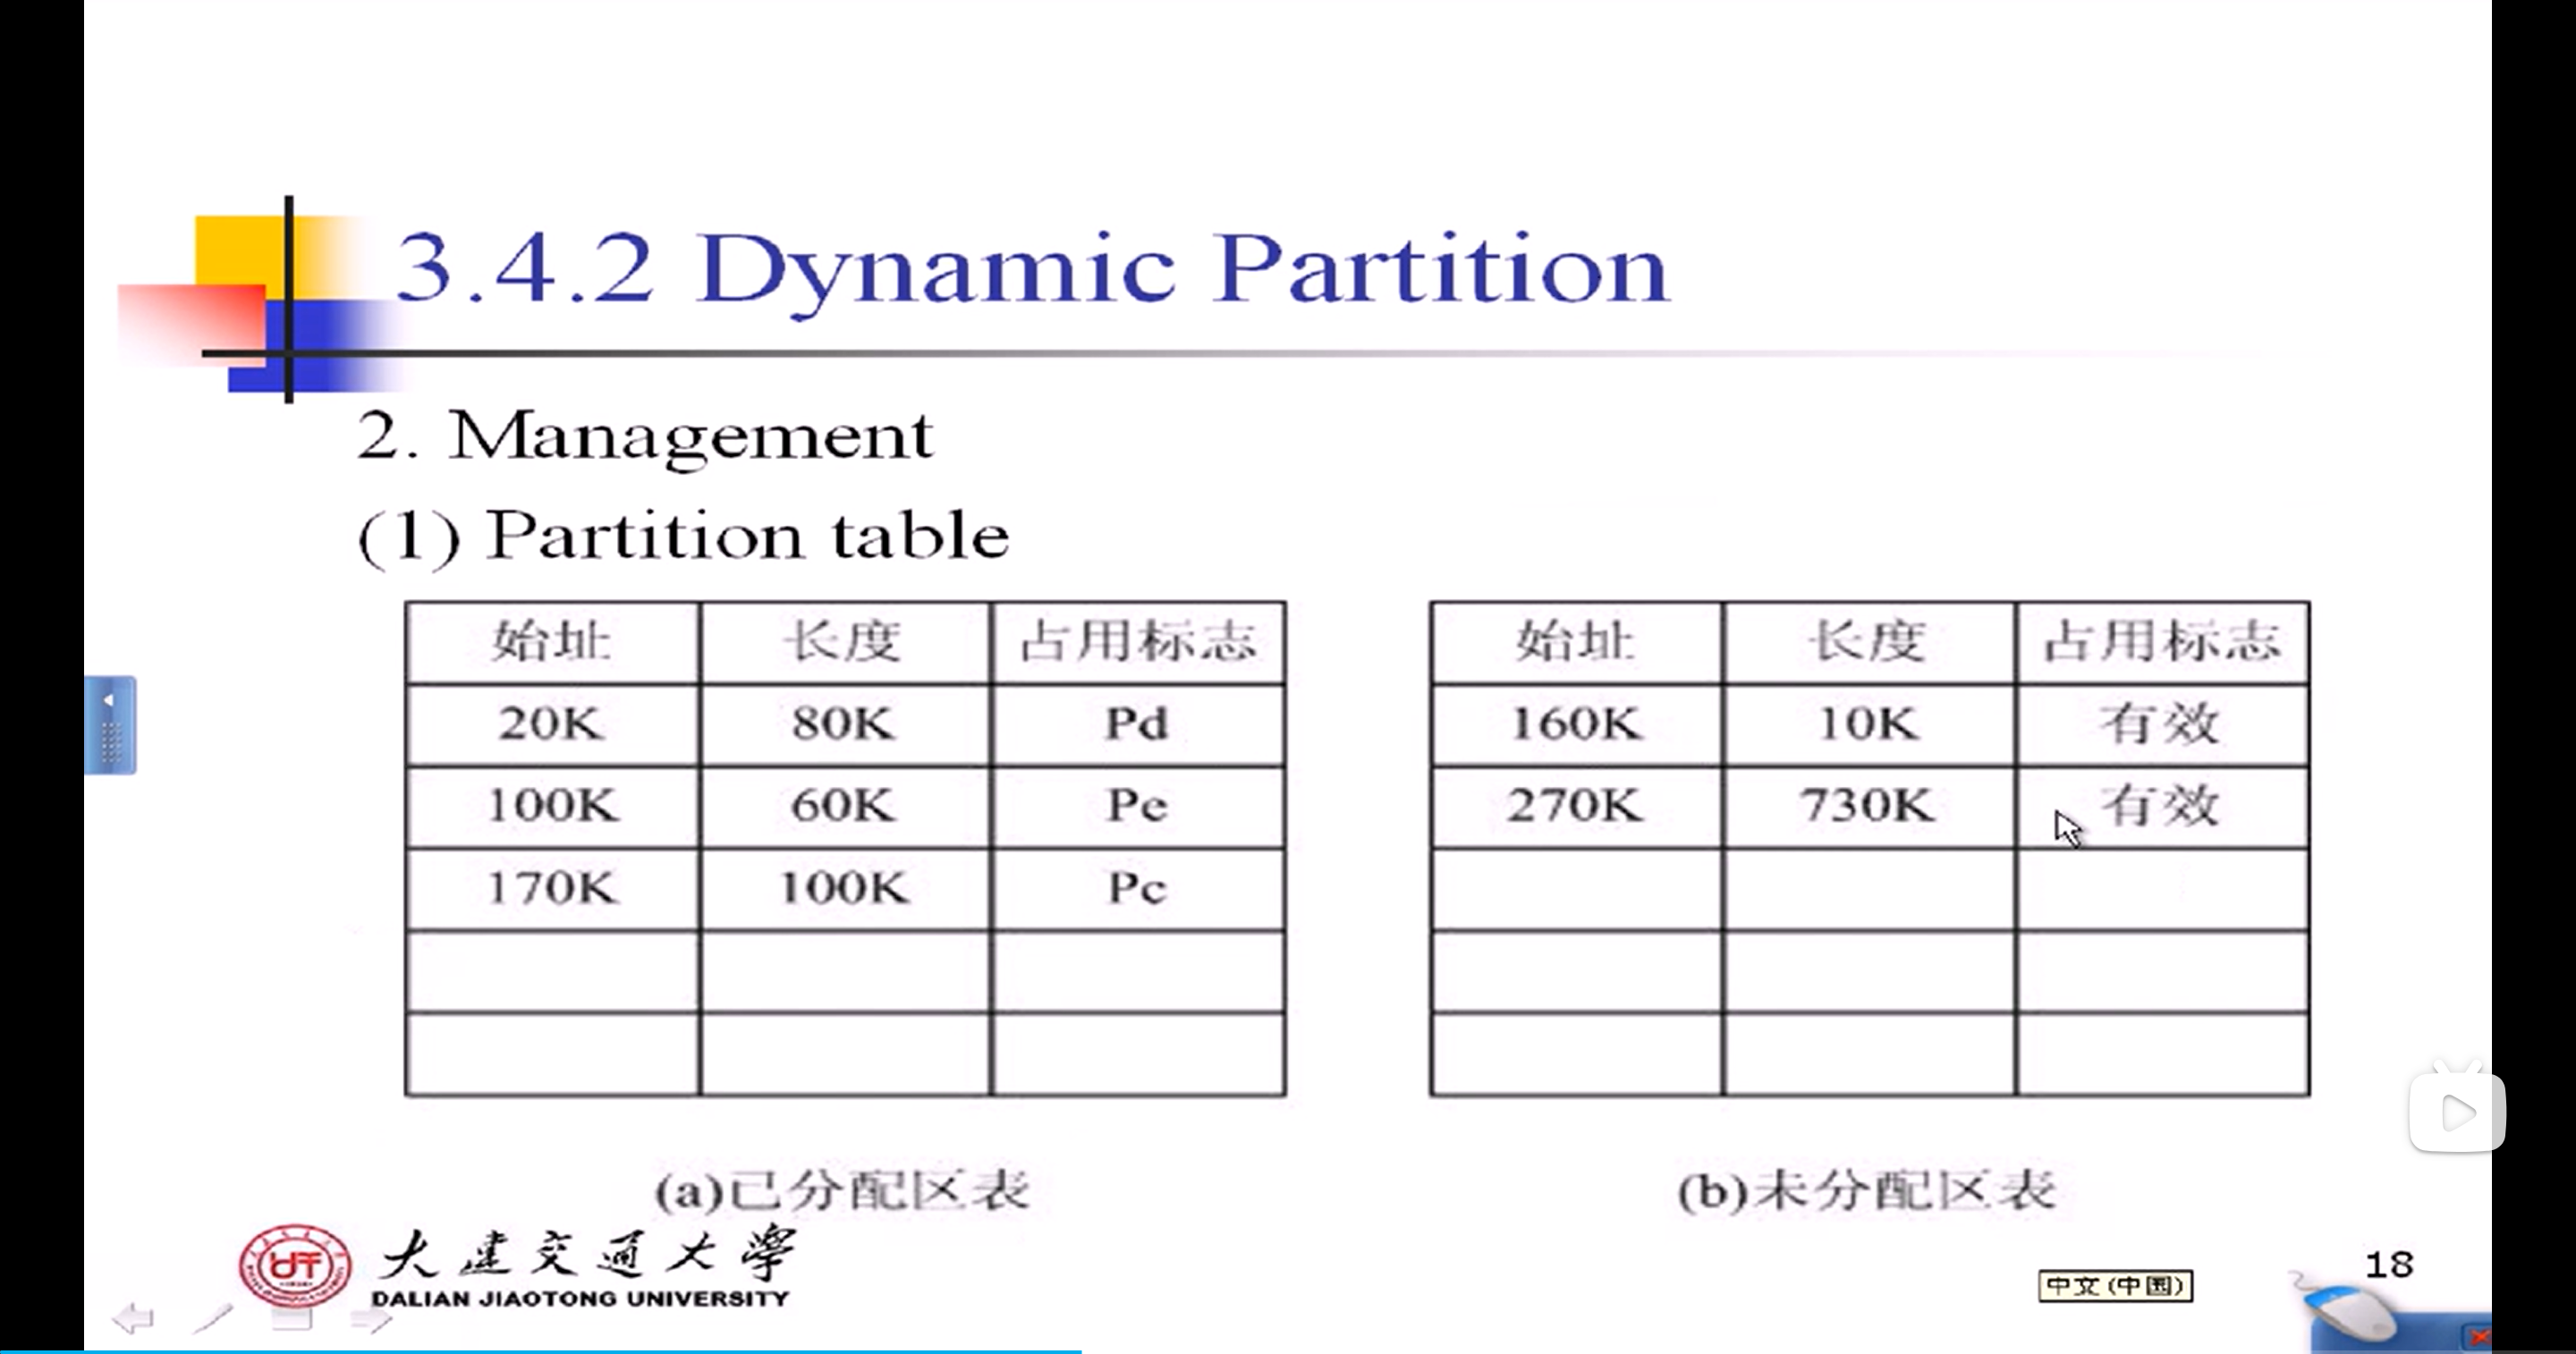 3.4.2 Dynamic Partition
2. Management
(1) Partition table
始址 长度 占用标志
20K 80K Pd
100K 60K Pe
170K 100K Pc
(a)已分配区表
始址 长度 占用标志
160K 10K 有效
270K 730K 有效
(b)未分配区表
大连交通大学
DALIAN JIAOTONG UNIVERSITY
中文(中国)
18